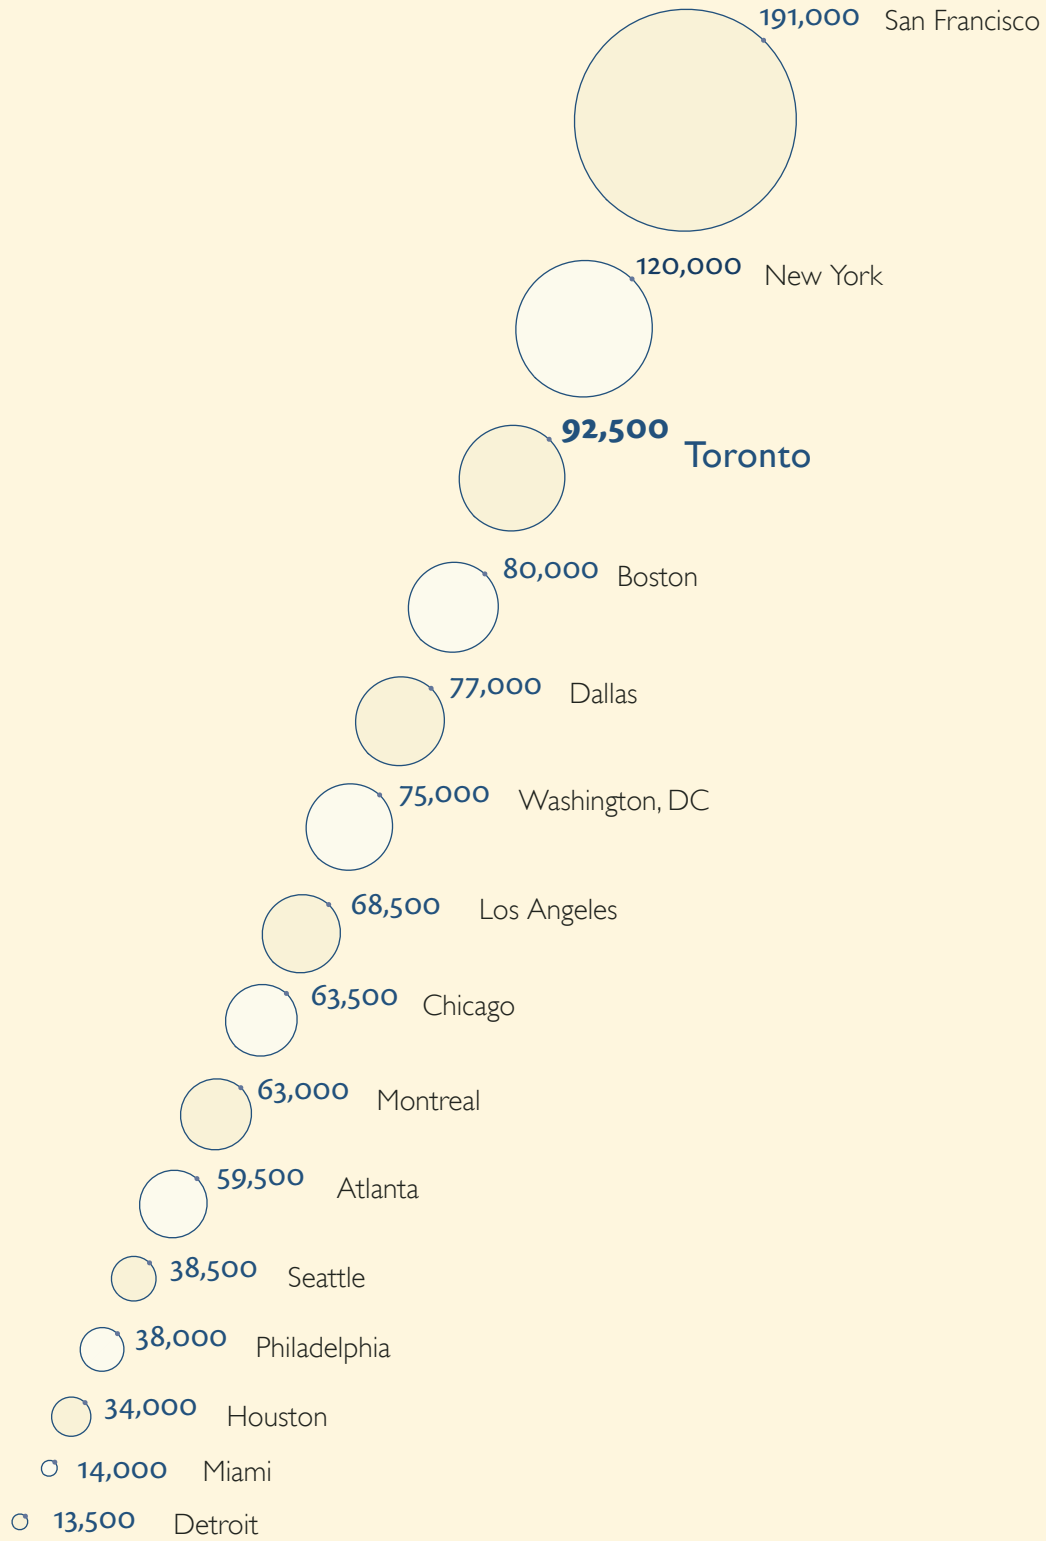 191,000 San Francisco
120,000 New York
92,500 Toronto
80,000 Boston
77,000 Dallas
75,000 Washington, DC
68,500 Los Angeles
63,500 Chicago
63,000 Montreal
59,500 Atlanta
38,500 Seattle
38,000 Philadelphia
34,000 Houston
14,000 Miami
13,500 Detroit